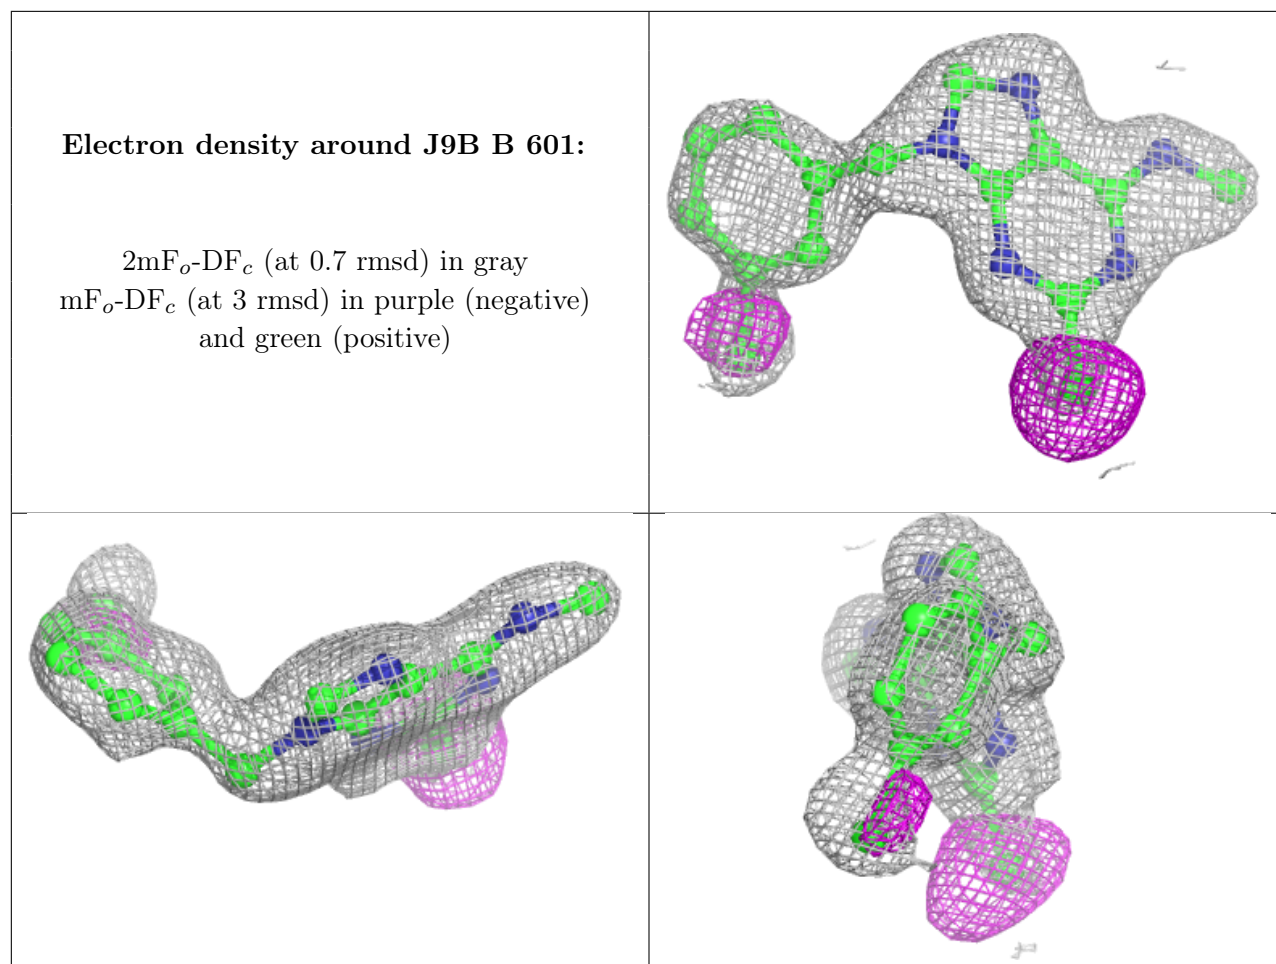 Electron density around J9B B 601:
2mFo-DFc (at 0.7 rmsd) in gray
mFo-DFc (at 3 rmsd) in purple (negative)
and green (positive)